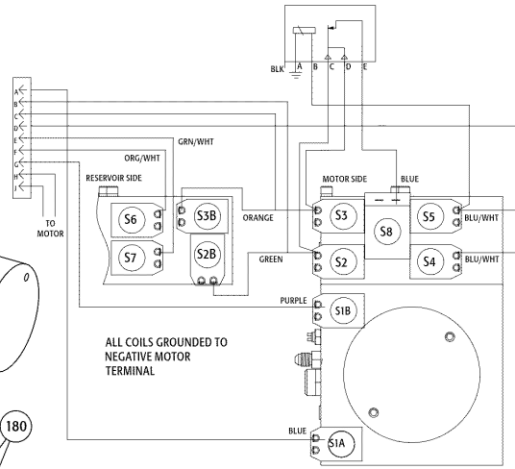 BLK
A
B
C
D
E
A
B
C
D
E
F
G
H
J
GRN/WHT
ORG/WHT
RESERVOIR SIDE
MOTOR SIDE
BLUE
S6
S3B
ORANGE
S3
S8
S5
BLU/WHT
TO
MOTOR
S7
S2B
GREEN
S2
S4
BLU/WHT
PURPLE
S1B
ALL COILS GROUNDED TO
NEGATIVE MOTOR
TERMINAL
0
180
BLUE
S1A